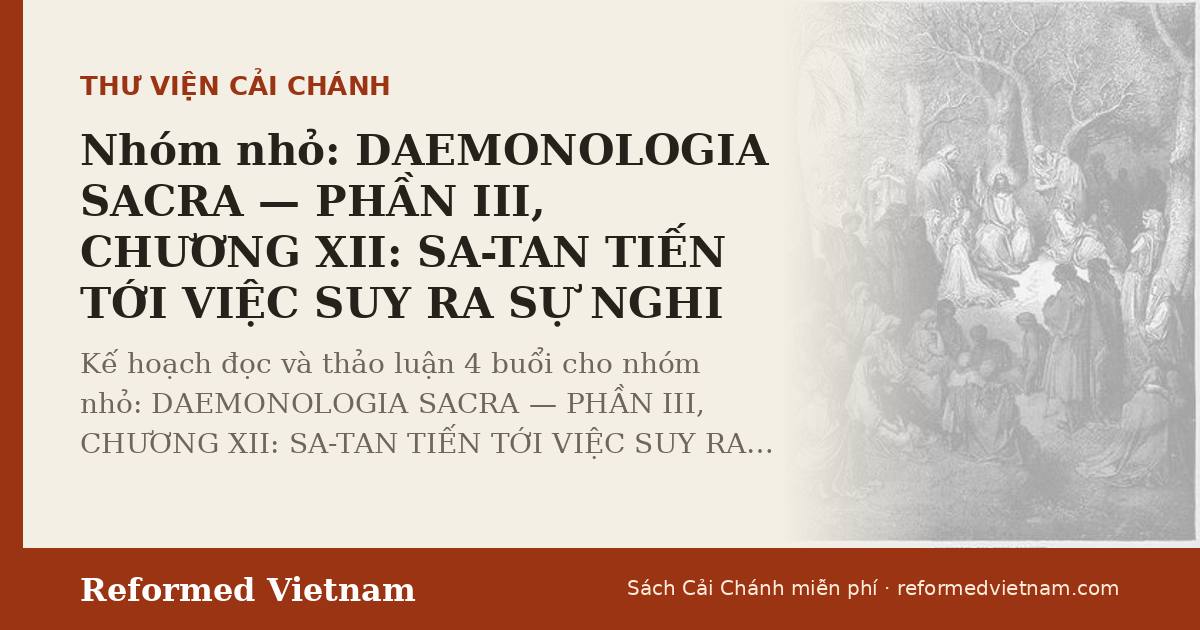 THƯ VIỆN CẢI CHÁNH
Nhóm nhỏ: DAEMONOLOGIA
SACRA — PHẦN III,
CHƯƠNG XII: SA-TAN TIẾN
TỚI VIỆC SUY RA SỰ NGHI
Kế hoạch đọc và thảo luận 4 buổi cho nhóm
nhỏ: DAEMONOLOGIA SACRA — PHẦN III,
CHƯƠNG XII: SA-TAN TIẾN TỚI VIỆC SUY RA...
Reformed Vietnam
Sách Cải Chánh miễn phí · reformedvietnam.com